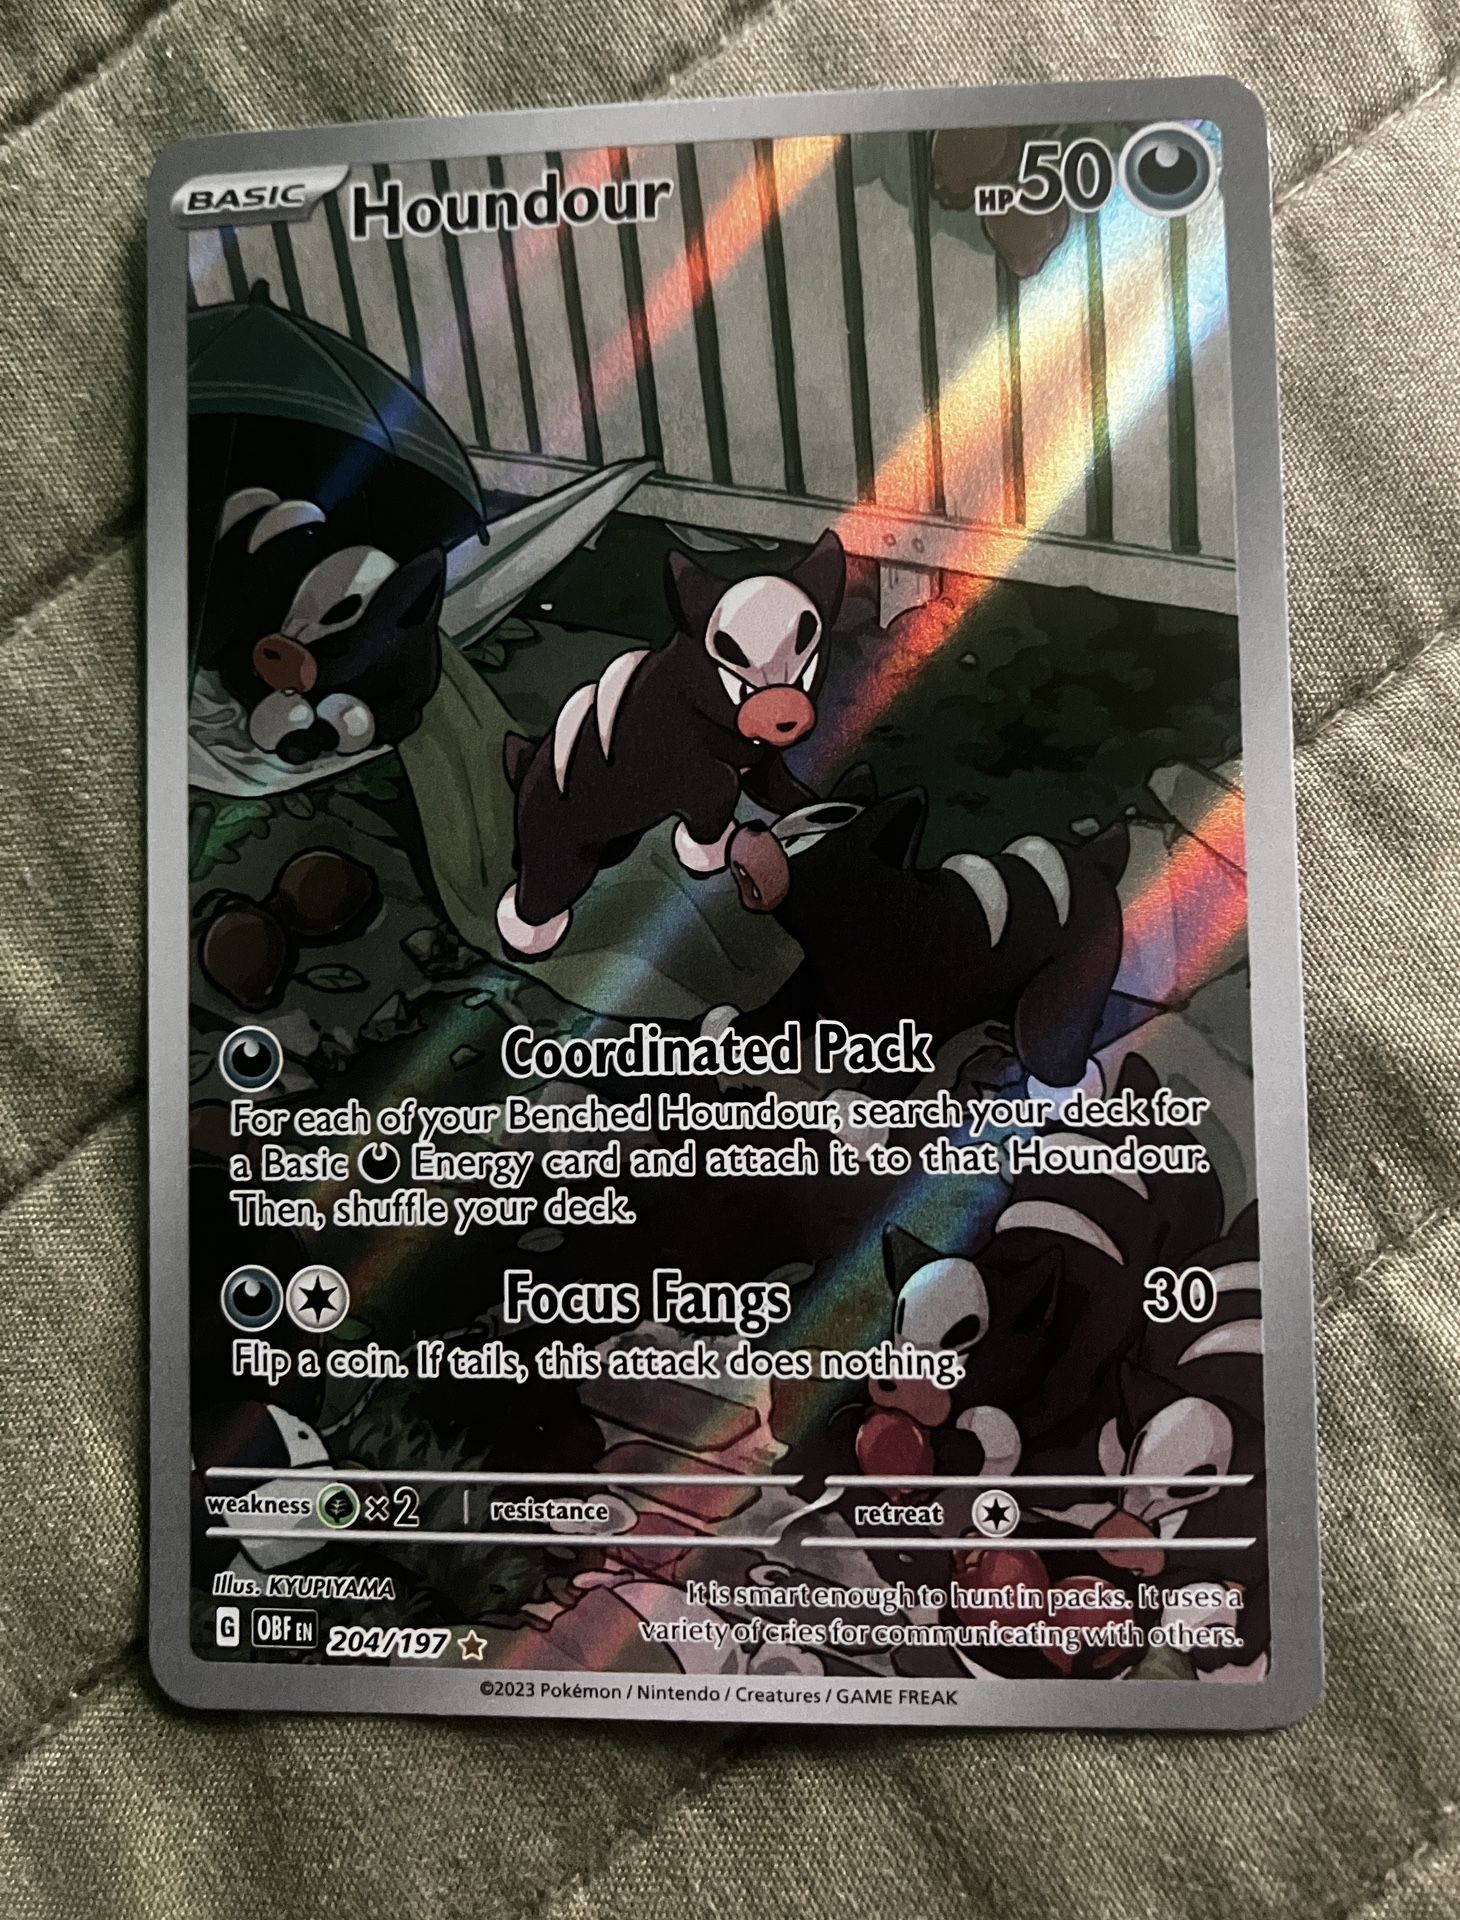 BASIC Houndour HP 50
Coordinated Pack
For each of your Benched Houndour, search your deck for
a Basic Energy card and attach it to that Houndour.
Then, shuffle your deck.
Focus Fangs 30
Flip a coin. If tails, this attack does nothing.
weakness ×2 resistance retreat
Illus. KYUPIYAMA
G OBF EN 204/197
It is smart enough to hunt in packs. It uses a
variety of cries for communicating with others.
©2023 Pokémon / Nintendo / Creatures / GAME FREAK